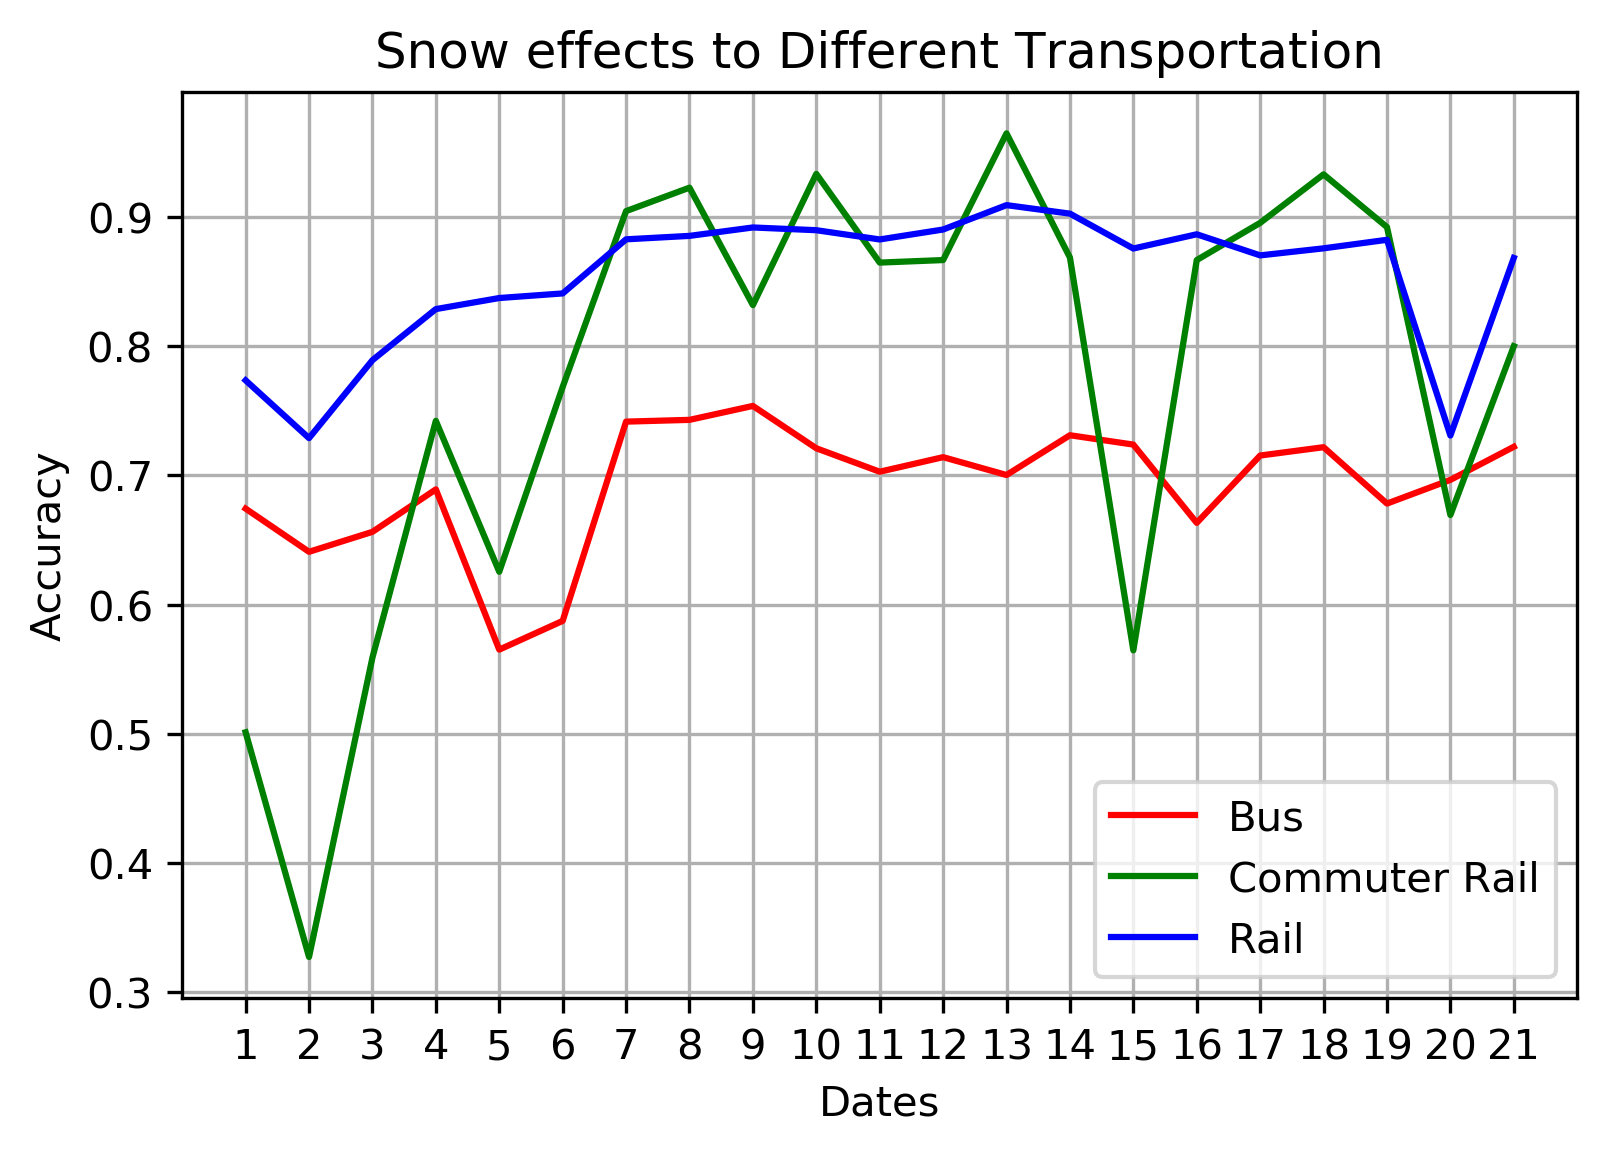 Snow effects to Different Transportation
Accuracy
0.9
0.8
0.7
0.6
0.5
0.4
0.3
Bus
Commuter Rail
Rail
1 2 3 4 5 6 7 8 9 10 11 12 13 14 15 16 17 18 19 20 21
Dates